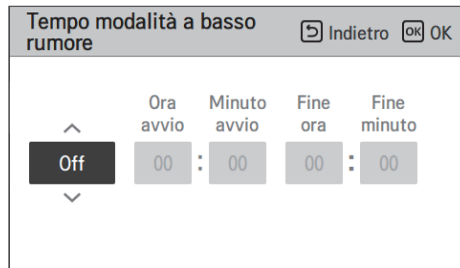 Tempo modalità a basso
rumore
Indietro OK OK
Ora Minuto Fine Fine
avvio avvio ora minuto
Off 00 : 00 00 : 00